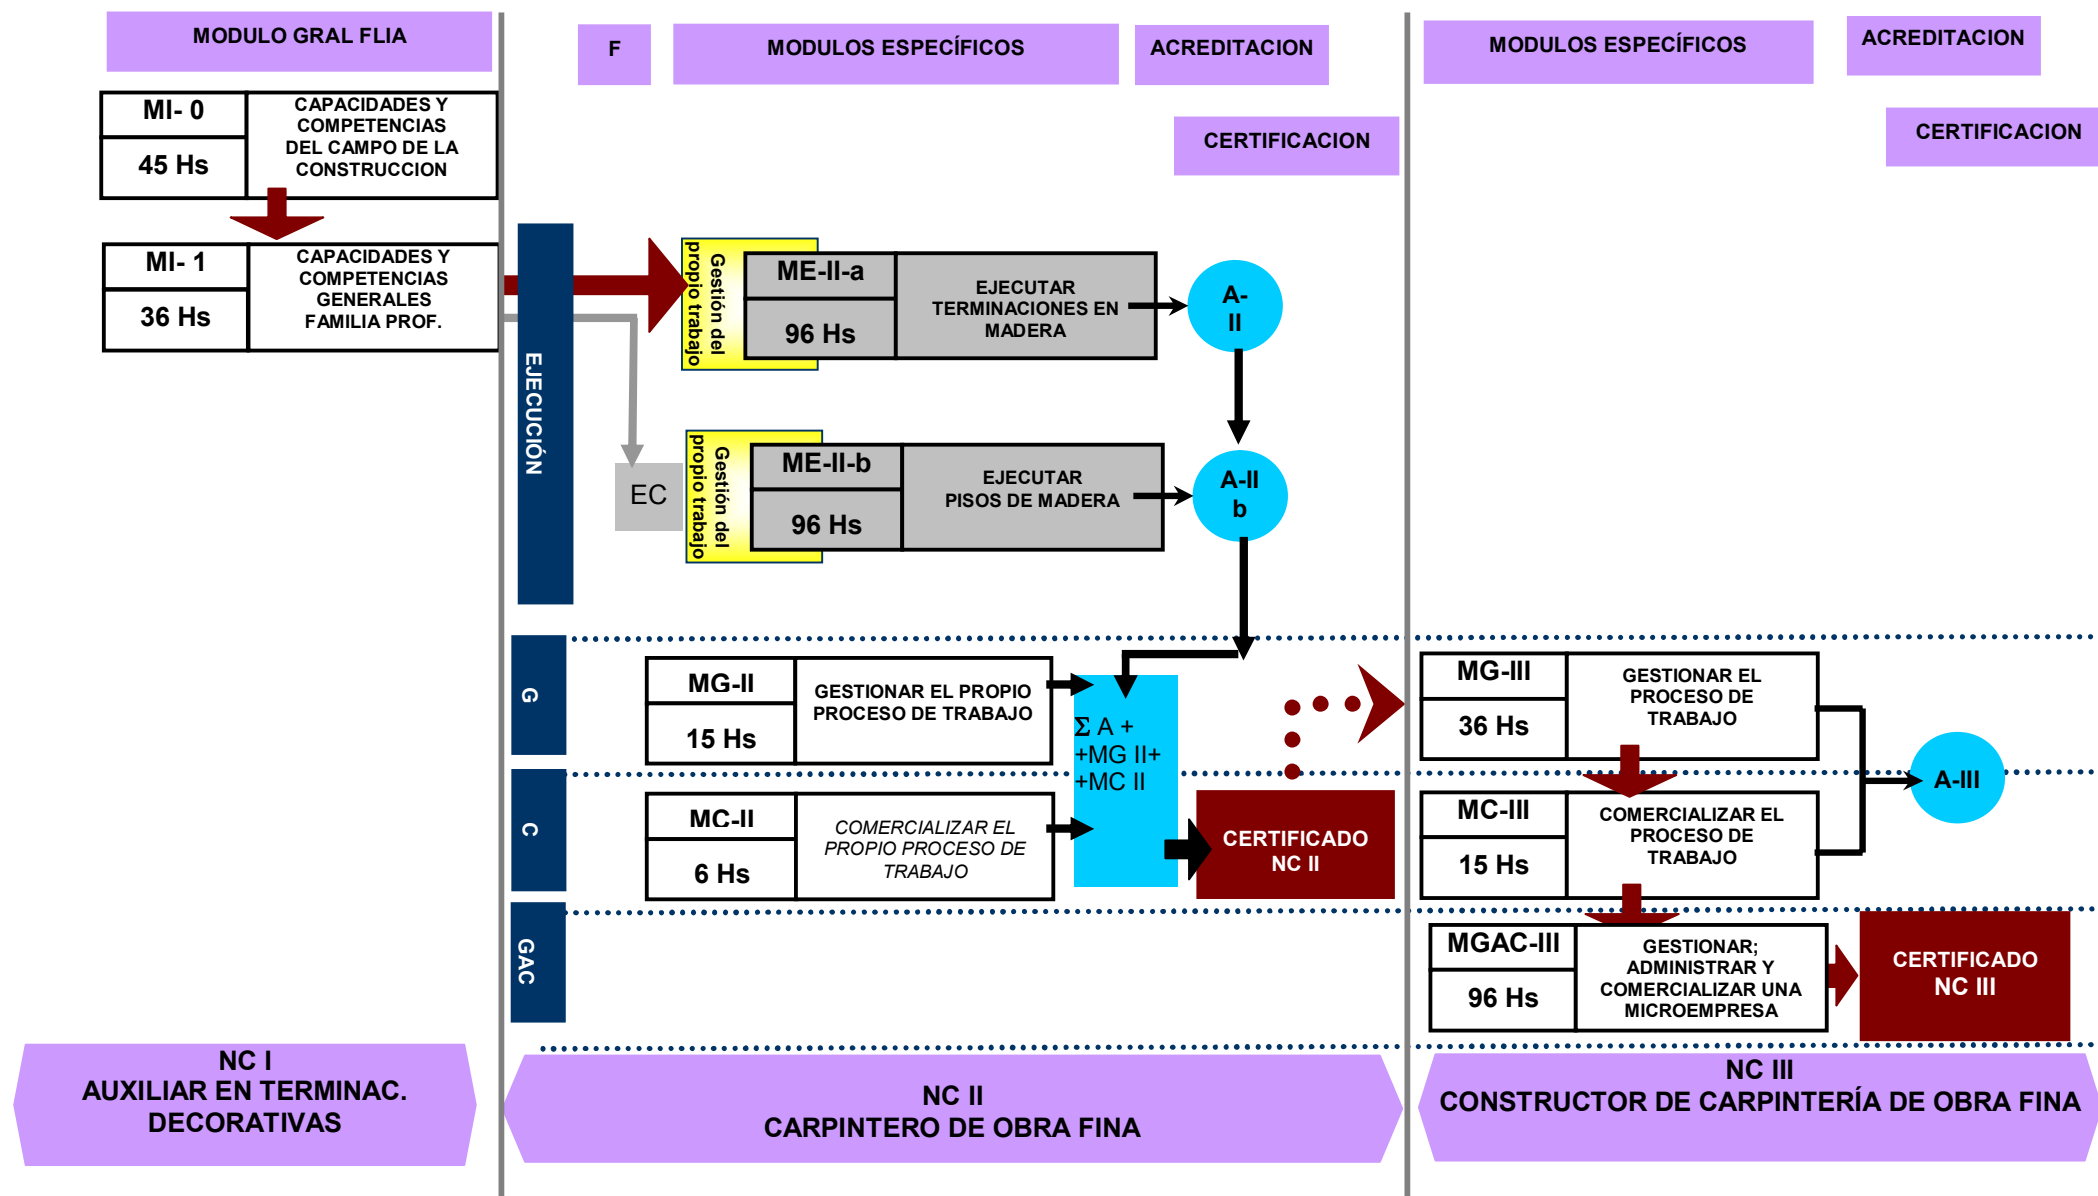 MODULO GRAL FLIA
F
MODULOS ESPECÍFICOS
ACREDITACION
CERTIFICACION
MODULOS ESPECÍFICOS
ACREDITACION
CERTIFICACION
MI- 0
45 Hs
CAPACIDADES Y
COMPETENCIAS
DEL CAMPO DE LA
CONSTRUCCION
MI- 1
36 Hs
CAPACIDADES Y
COMPETENCIAS
GENERALES
FAMILIA PROF.
EJECUCIÓN
Gestión del
propio trabajo
ME-II-a
96 Hs
EJECUTAR
TERMINACIONES EN
MADERA
A-
II
EC
Gestión del
propio trabajo
ME-II-b
96 Hs
EJECUTAR
PISOS DE MADERA
A-II
b
G
MG-II
15 Hs
GESTIONAR EL PROPIO
PROCESO DE TRABAJO
Σ A +
+MG II+
+MC II
C
MC-II
6 Hs
COMERCIALIZAR EL
PROPIO PROCESO DE
TRABAJO
CERTIFICADO
NC II
GAC
MG-III
36 Hs
GESTIONAR EL
PROCESO DE
TRABAJO
MC-III
15 Hs
COMERCIALIZAR EL
PROCESO DE
TRABAJO
A-III
MGAC-III
96 Hs
GESTIONAR;
ADMINISTRAR Y
COMERCIALIZAR UNA
MICROEMPRESA
CERTIFICADO
NC III
NC I
AUXILIAR EN TERMINAC.
DECORATIVAS
NC II
CARPINTERO DE OBRA FINA
NC III
CONSTRUCTOR DE CARPINTERÍA DE OBRA FINA